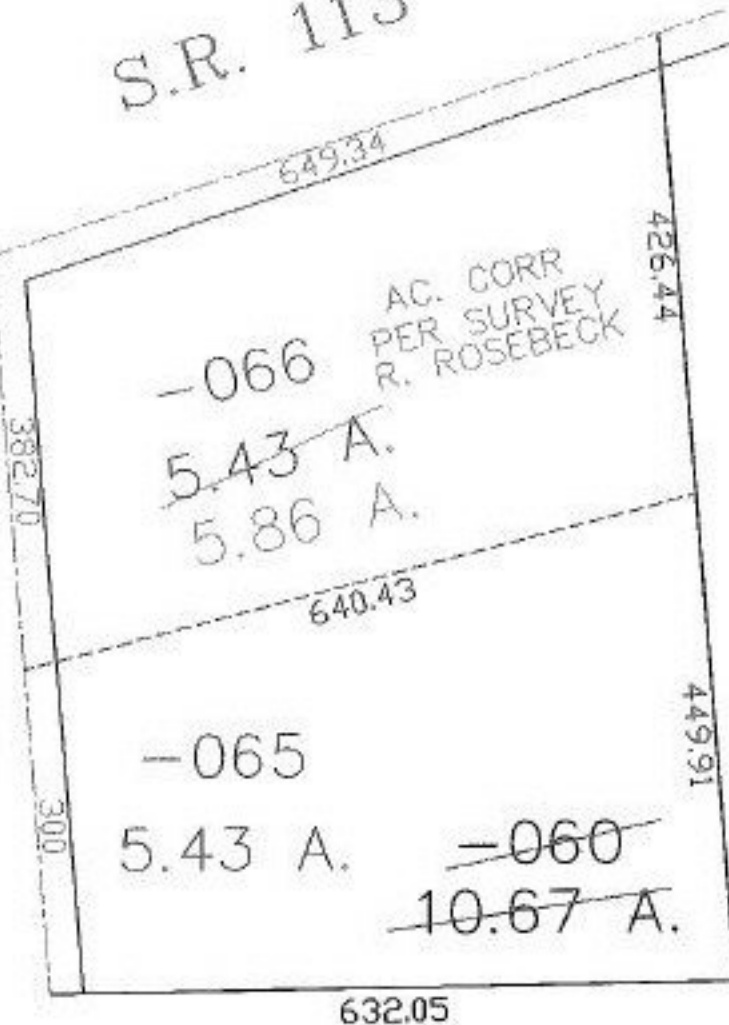 S.R. 113
649.34
426.44
AC. CORR
PER SURVEY
R. ROSEBECK
-066
5.43 A.
5.86 A.
382.70
640.43
-065
5.43 A.
449.91
300
-060
10.67 A.
632.05